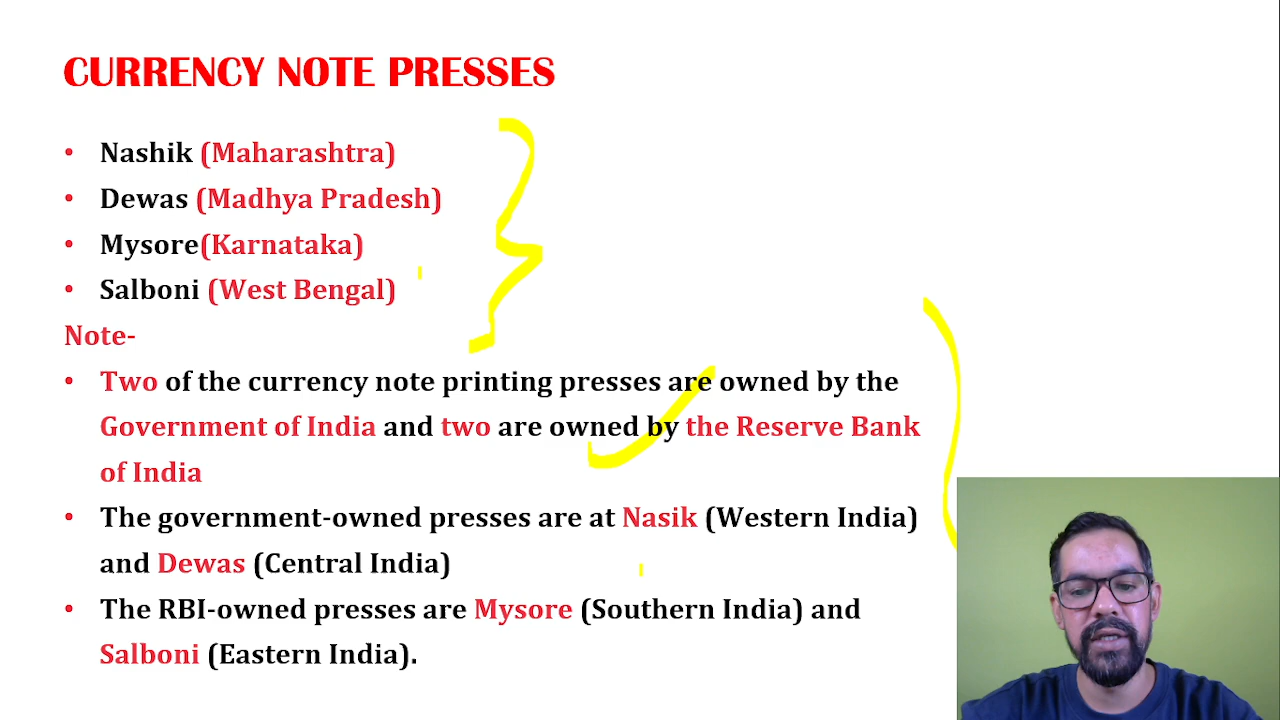 CURRENCY NOTE PRESSES
• Nashik (Maharashtra)
• Dewas (Madhya Pradesh)
• Mysore(Karnataka)
• Salboni (West Bengal)
Note-
• Two of the currency note printing presses are owned by the
Government of India and two are owned by the Reserve Bank
of India
• The government-owned presses are at Nasik (Western India)
and Dewas (Central India)
• The RBI-owned presses are Mysore (Southern India) and
Salboni (Eastern India).